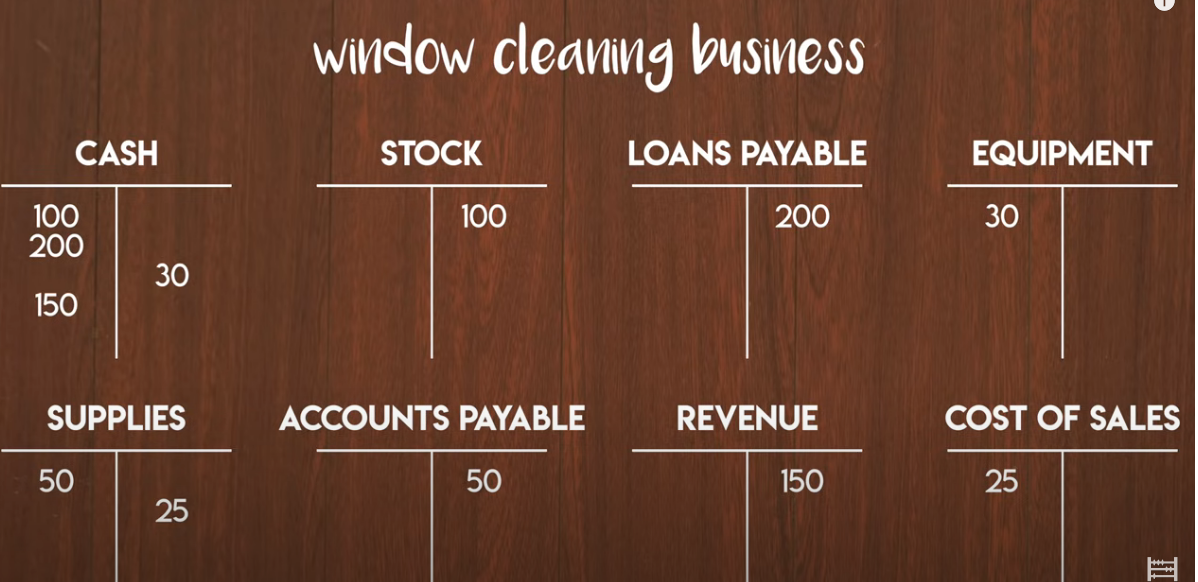 window cleaning business
CASH STOCK LOANS PAYABLE EQUIPMENT
100 100 200 30
200
30
150
SUPPLIES ACCOUNTS PAYABLE REVENUE COST OF SALES
50 50 150 25
25